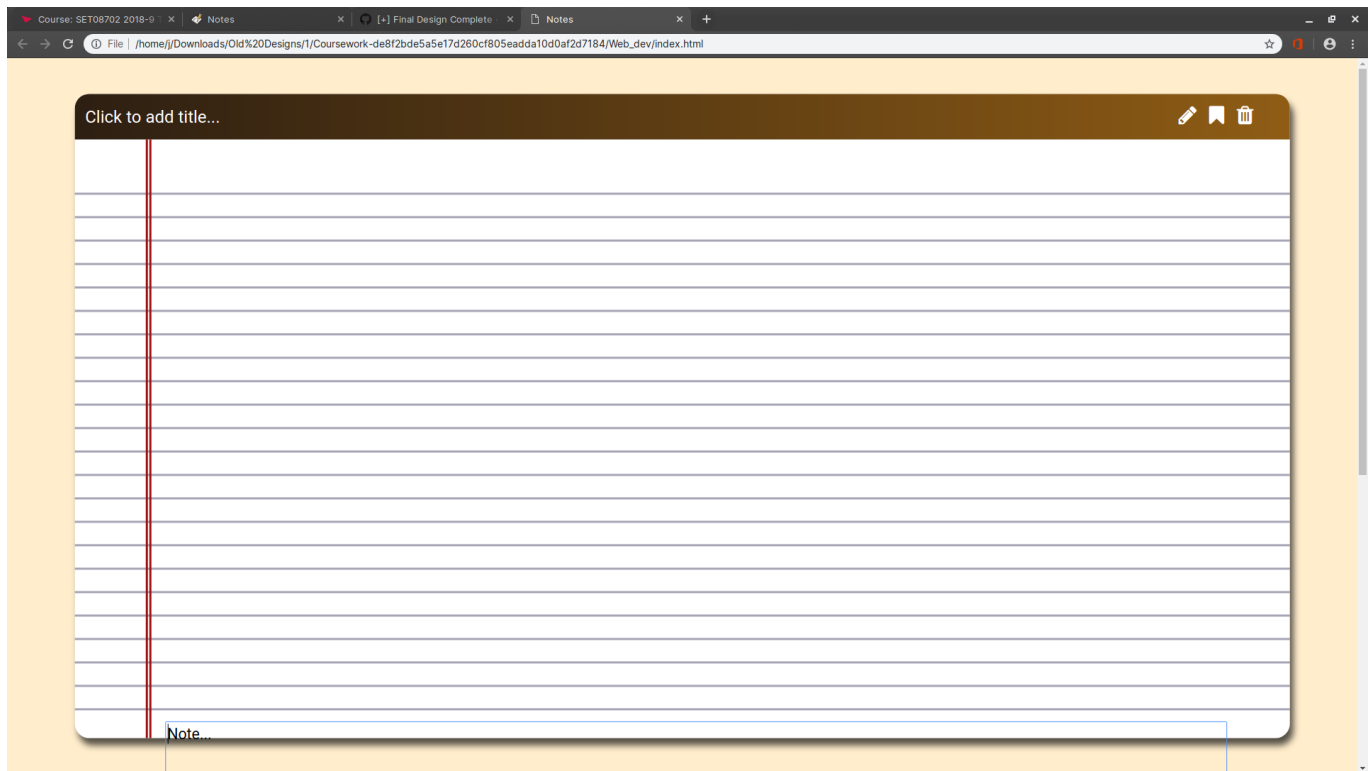 Course: SET08702 2018-9 T
Notes
[+] Final Design Complete ·
Notes
File | /home/j/Downloads/Old%20Designs/1/Coursework-de8f2bde5a5e17d260cf805eadda10d0af2d7184/Web_dev/index.html
Click to add title...
Note...